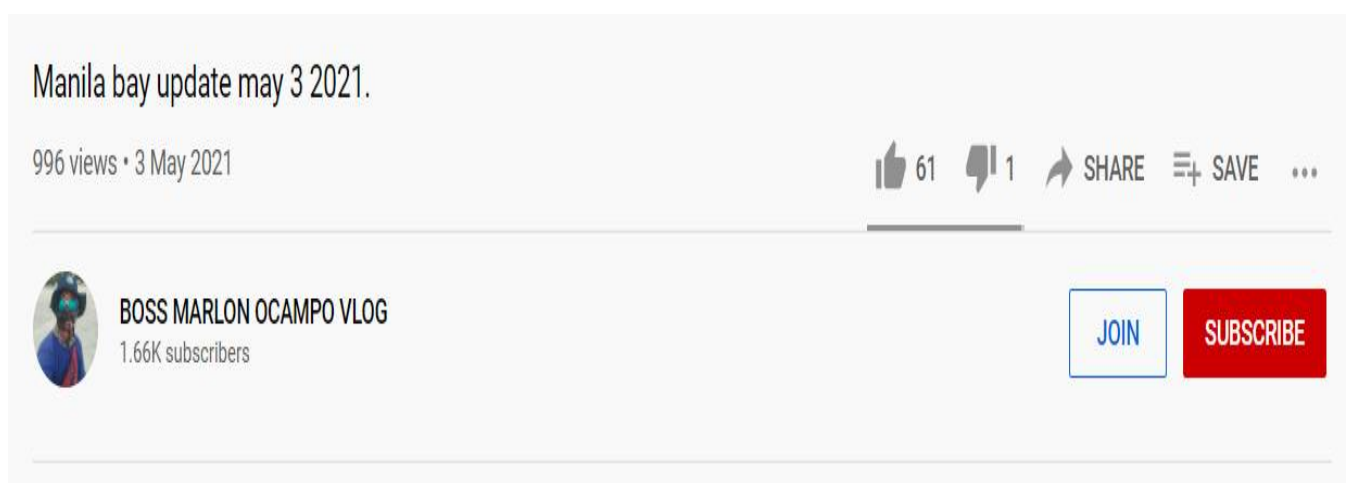 Manila bay update may 3 2021.
996 views • 3 May 2021
61 1 SHARE SAVE ...
BOSS MARLON OCAMPO VLOG
1.66K subscribers
JOIN SUBSCRIBE